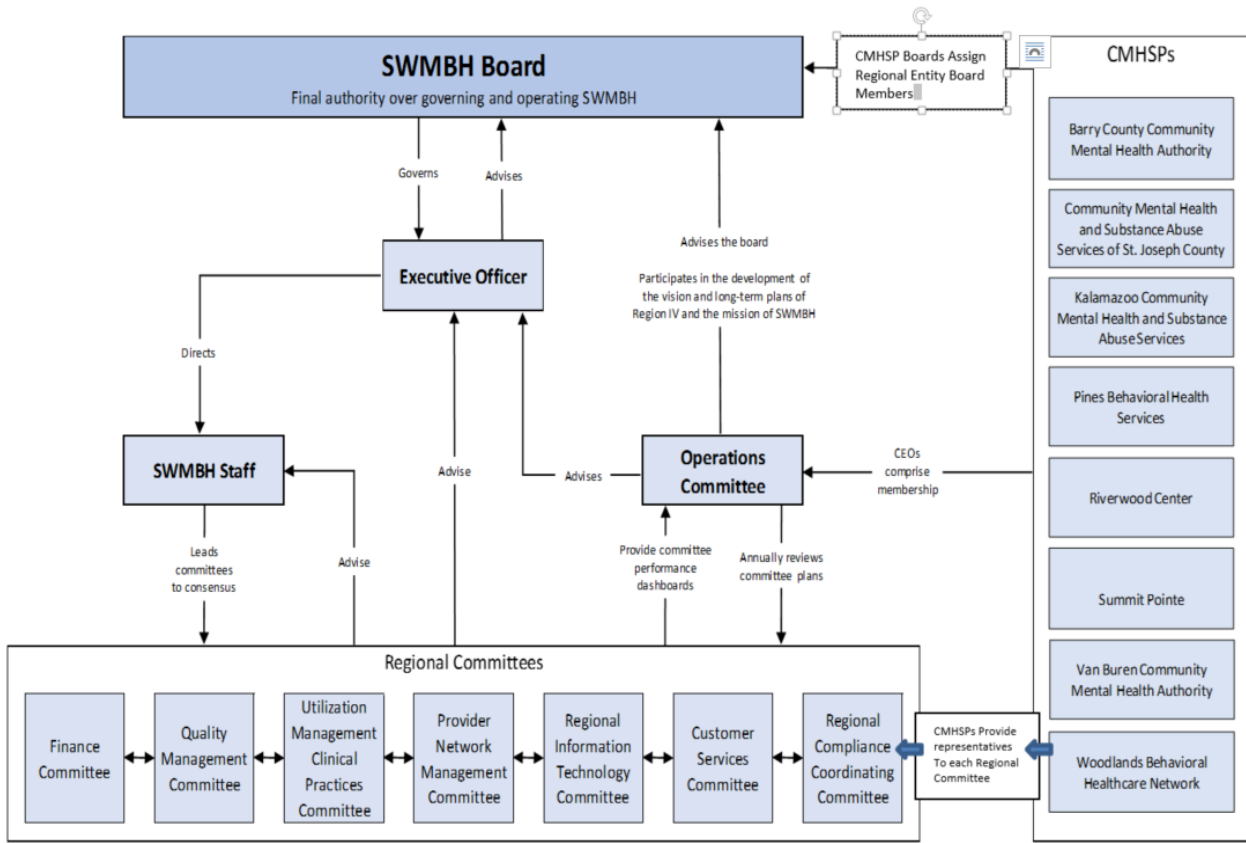 SWMBH Board
Final authority over governing and operating SWMBH
CMHSP Boards Assign
Regional Entity Board
Members
CMHSPs
Barry County Community
Mental Health Authority
Community Mental Health
and Substance Abuse
Services of St. Joseph County
Kalamazoo Community
Mental Health and Substance
Abuse Services
Pines Behavioral Health
Services
Riverwood Center
Summit Pointe
Van Buren Community
Mental Health Authority
Woodlands Behavioral
Healthcare Network
Governs
Advises
Executive Officer
Advises the board
Participates in the development of
the vision and long-term plans of
Region IV and the mission of SWMBH
Directs
SWMBH Staff
Advise
Advises
Operations
Committee
CEOs
comprise
membership
Leads
committees
to consensus
Advise
Provide committee
performance
dashboards
Annually reviews
committee plans
Regional Committees
Finance
Committee
Quality
Management
Committee
Utilization
Management
Clinical
Practices
Committee
Provider
Network
Management
Committee
Regional
Information
Technology
Committee
Customer
Services
Committee
Regional
Compliance
Coordinating
Committee
CMHSPs Provide
representatives
To each Regional
Committee